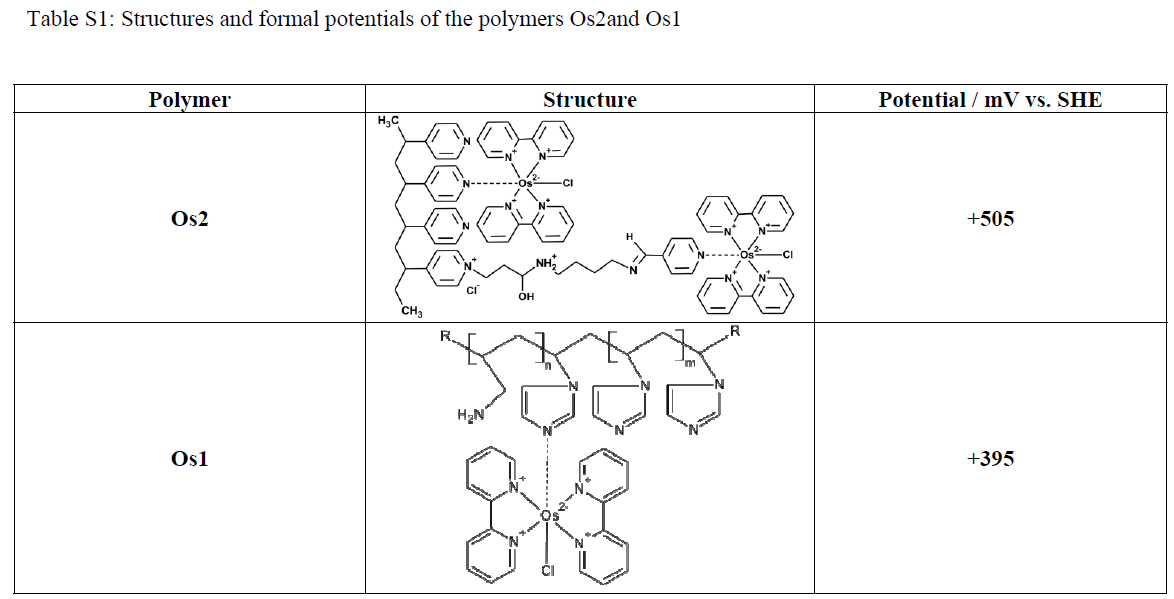 Table S1: Structures and formal potentials of the polymers Os2and Os1
Polymer Structure Potential / mV vs. SHE
Os2
H3C
N
N
N
N+
Cl-
CH3
OH
NH2+
N
H
N
N+ N+
Os2- Cl
N+ N+
N+ N+
Os2- Cl
N+ N+
+505
Os1
R
n
m
R
H2N
N N N
N N N
N+ N+
Os2-
N+ N+
Cl
+395